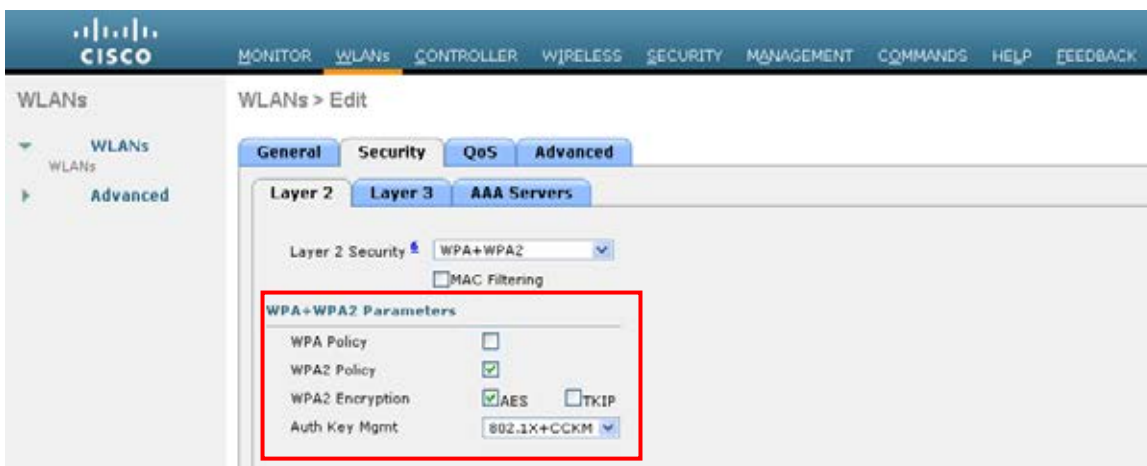 CISCO
MONITOR WLANs CONTROLLER WIRELESS SECURITY MANAGEMENT COMMANDS HELP FEEDBACK
WLANs
WLANs > Edit
WLANs
WLANs
Advanced
General Security QoS Advanced
Layer 2 Layer 3 AAA Servers
Layer 2 Security 6 WPA+WPA2
MAC Filtering
WPA+WPA2 Parameters
WPA Policy
WPA2 Policy
WPA2 Encryption AES TKIP
Auth Key Mgmt 802.1X+CCKM